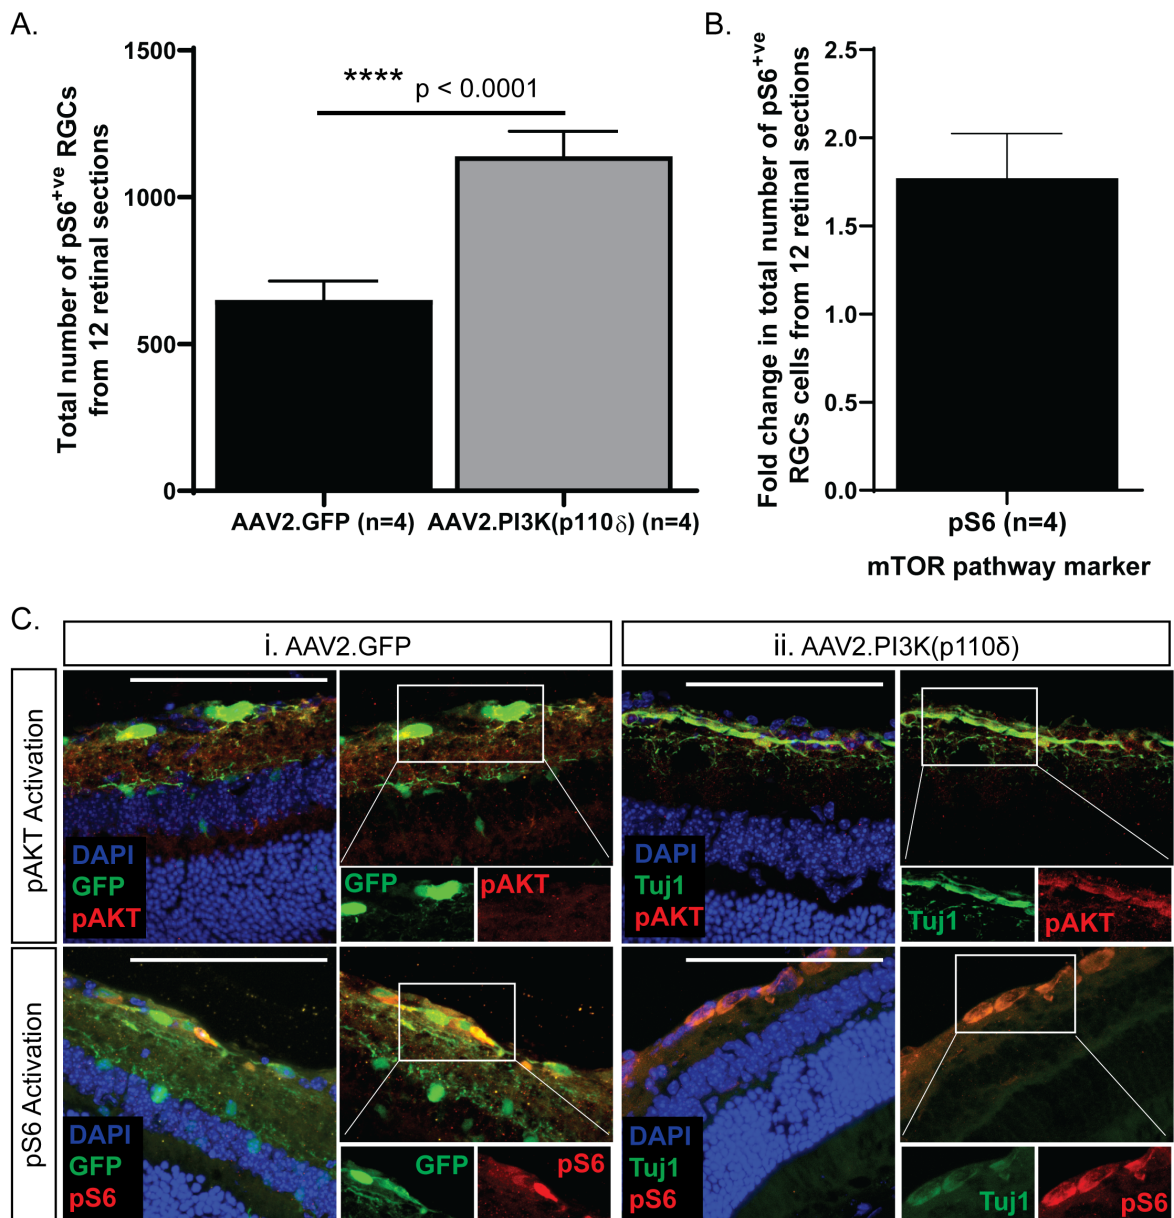 A.
Total number of pS6+ve RGCs
from 12 retinal sections
1500
1000
500
0
**** p < 0.0001
AAV2.GFP (n=4)
AAV2.PI3K(p110δ) (n=4)
B.
Fold change in total number of pS6+ve
RGCs cells from 12 retinal sections
2.5
2.0
1.5
1.0
0.5
0.0
pS6 (n=4)
mTOR pathway marker
C.
i. AAV2.GFP
ii. AAV2.PI3K(p110δ)
pAKT Activation
DAPI
GFP
pAKT
GFP
pAKT
DAPI
Tuj1
pAKT
Tuj1
pAKT
pS6 Activation
DAPI
GFP
pS6
GFP
pS6
DAPI
Tuj1
pS6
Tuj1
pS6